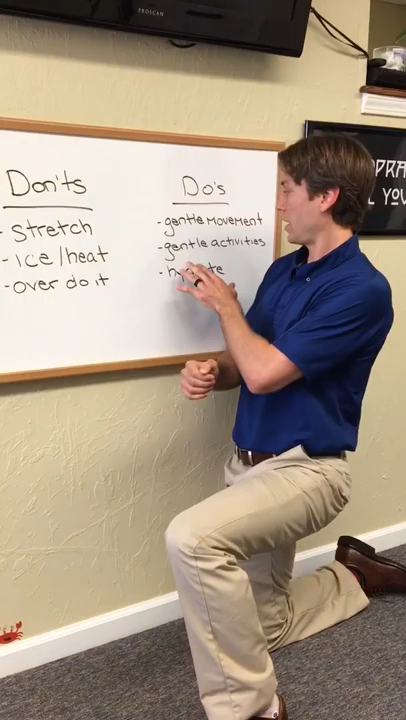 PROSCAN
Don'ts
- stretch
- ice/heat
- over do it
Do's
- gentle movement
- gentle activities
-